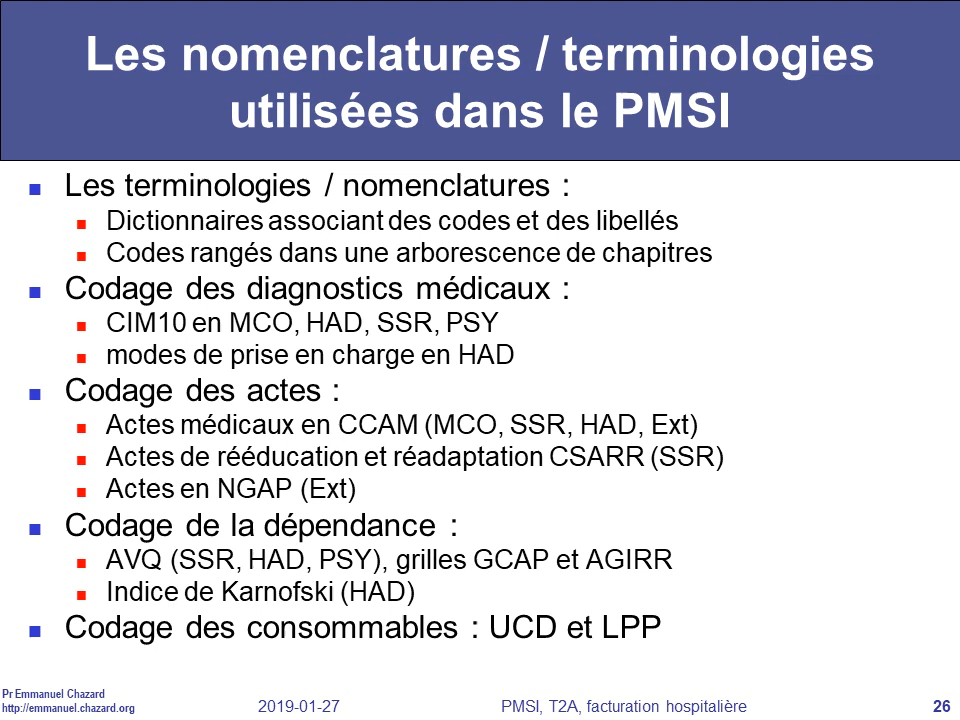 Les nomenclatures / terminologies
utilisées dans le PMSI
Les terminologies / nomenclatures :
Dictionnaires associant des codes et des libellés
Codes rangés dans une arborescence de chapitres
Codage des diagnostics médicaux :
CIM10 en MCO, HAD, SSR, PSY
modes de prise en charge en HAD
Codage des actes :
Actes médicaux en CCAM (MCO, SSR, HAD, Ext)
Actes de rééducation et réadaptation CSARR (SSR)
Actes en NGAP (Ext)
Codage de la dépendance :
AVQ (SSR, HAD, PSY), grilles GCAP et AGIRR
Indice de Karnofski (HAD)
Codage des consommables : UCD et LPP
Pr Emmanuel Chazard
http://emmanuel.chazard.org
2019-01-27
PMSI, T2A, facturation hospitalière
26